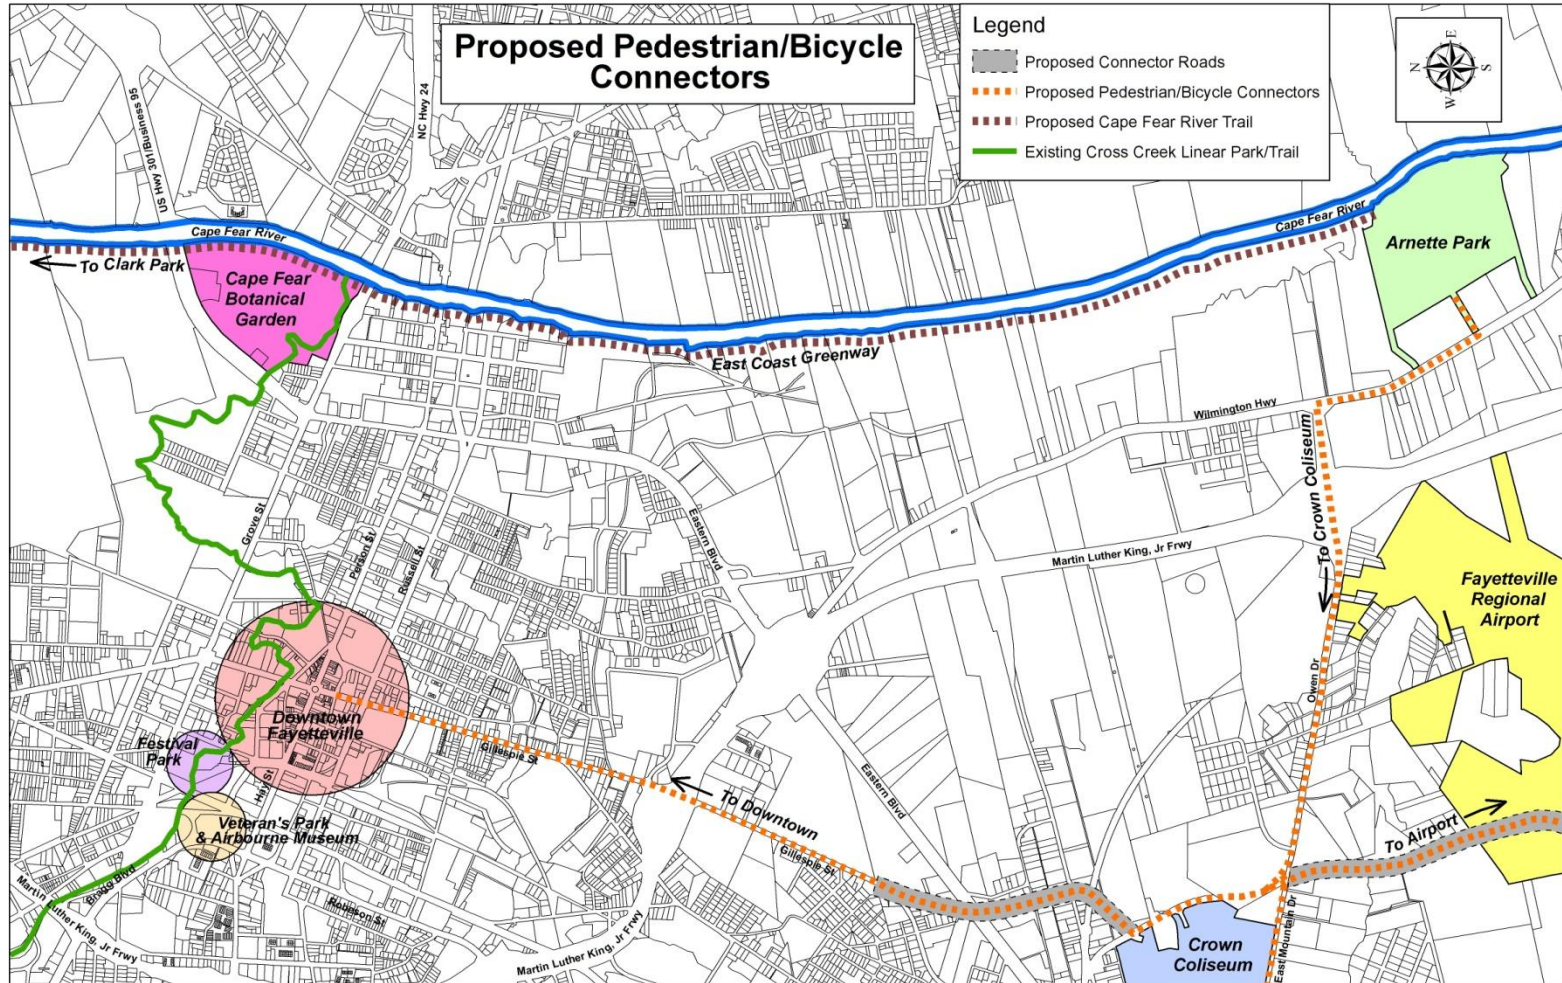 Proposed Pedestrian/Bicycle
Connectors
Legend
Proposed Connector Roads
Proposed Pedestrian/Bicycle Connectors
Proposed Cape Fear River Trail
Existing Cross Creek Linear Park/Trail
N
E
S
W
US Hwy 301/Business 95
NC Hwy 24
Cape Fear River
To Clark Park
Cape Fear
Botanical
Garden
Cape Fear River
Arnette Park
East Coast Greenway
Wilmington Hwy
To Crown Coliseum
Grove St
Person St
Russell St
Eastern Blvd
Martin Luther King, Jr Frwy
Fayetteville
Regional
Airport
Owen Dr
Downtown
Fayetteville
Festival
Park
Hay St
Gillespie St
Eastern Blvd
To Downtown
Veteran's Park
& Airbourne Museum
Gillespie St
To Airport
Bragg Blvd
Martin Luther King, Jr Frwy
Robeson St
Martin Luther King, Jr Frwy
East Mountain Dr
Crown
Coliseum